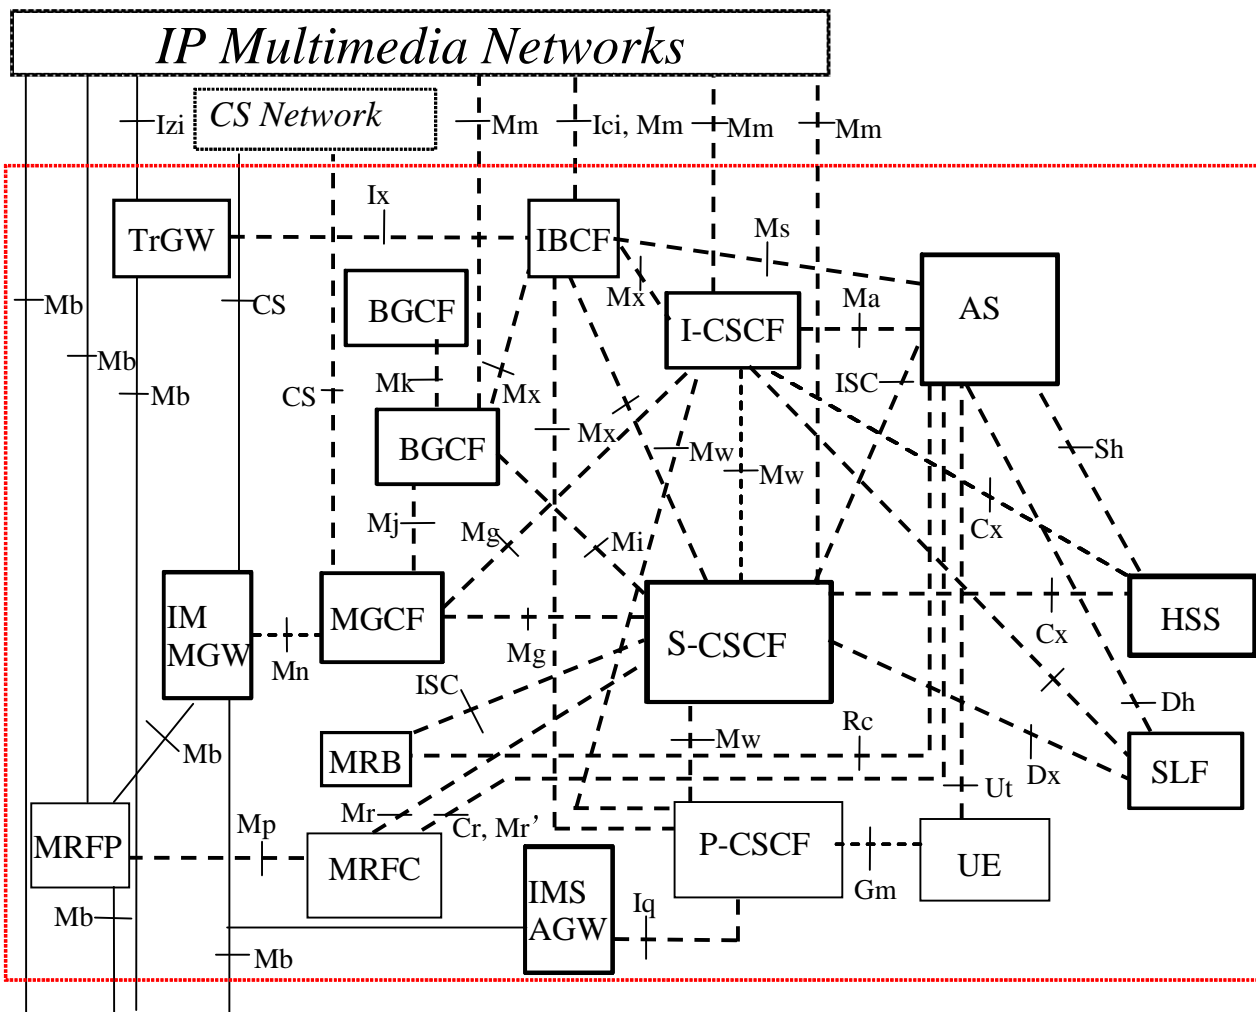 IP Multimedia Networks
Izi
CS Network
Mm
Ici, Mm
Mm
Mm
TrGW
Ix
IBCF
Ms
AS
Mb
CS
BGCF
Mx
I-CSCF
Ma
Mb
Mb
CS
Mk
Mx
ISC
BGCF
Mx
Mw
Mw
Sh
Mj
Mg
Mi
Cx
IM
MGW
Mn
MGCF
Mg
S-CSCF
Cx
HSS
ISC
Mb
MRB
Mw
Rc
Dh
Dx
SLF
Ut
MRFP
Mp
Mr
Cr, Mr’
MRFC
P-CSCF
Gm
UE
Mb
IMS
AGW
Iq
Mb